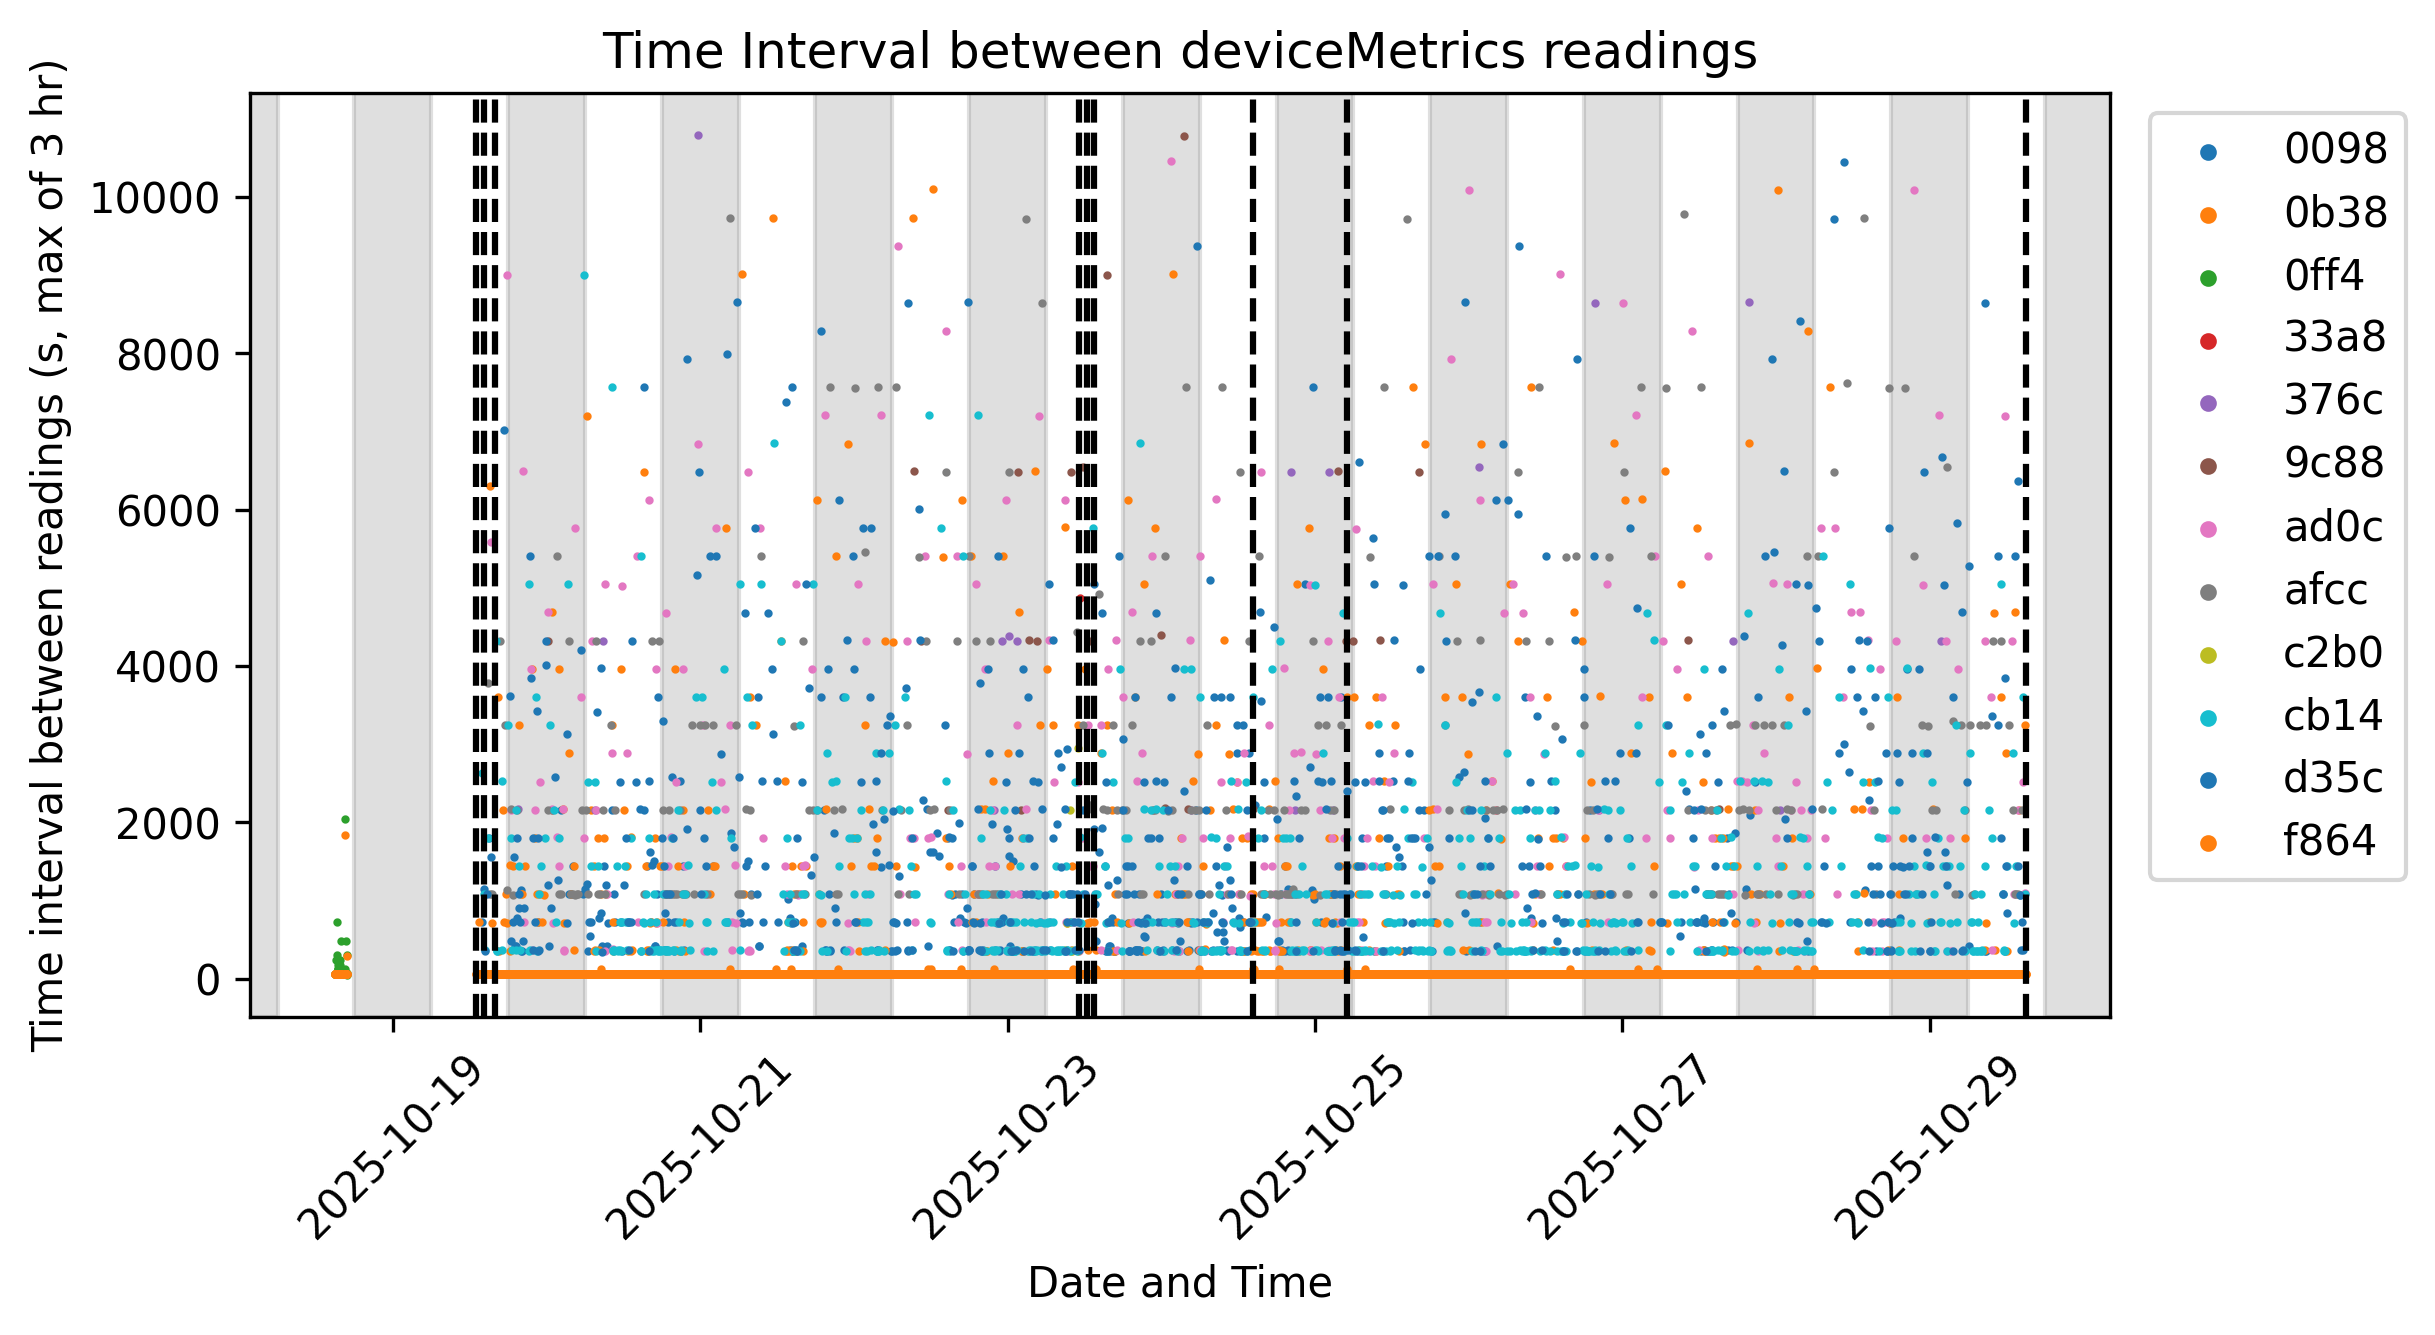 Time Interval between deviceMetrics readings
Time interval between readings (s, max of 3 hr)
10000
8000
6000
4000
2000
0
2025-10-19
2025-10-21
2025-10-23
2025-10-25
2025-10-27
2025-10-29
Date and Time
0098
0b38
0ff4
33a8
376c
9c88
ad0c
afcc
c2b0
cb14
d35c
f864